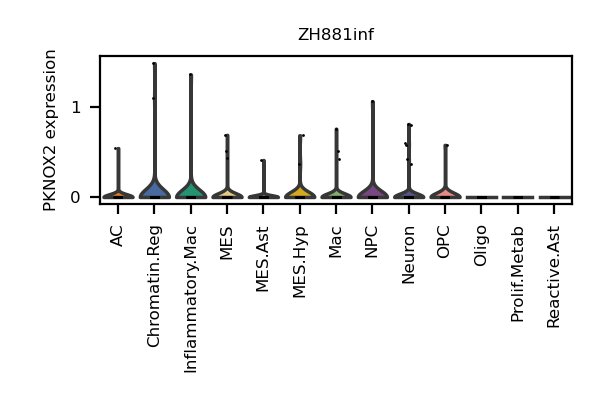 ZH881inf
PKNOX2 expression
1
0
AC
Chromatin.Reg
Inflammatory.Mac
MES
MES.Ast
MES.Hyp
Mac
NPC
Neuron
OPC
Oligo
Prolif.Metab
Reactive.Ast